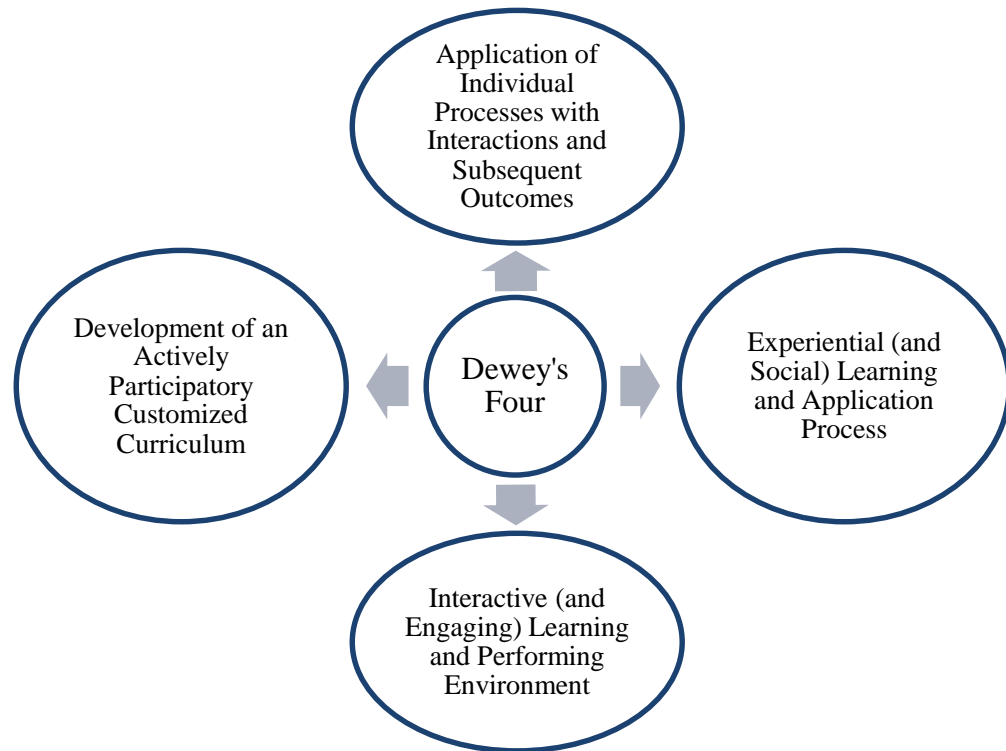 Application of
Individual
Processes with
Interactions and
Subsequent
Outcomes
Development of an
Actively
Participatory
Customized
Curriculum
Dewey's
Four
Experiential (and
Social) Learning
and Application
Process
Interactive (and
Engaging) Learning
and Performing
Environment